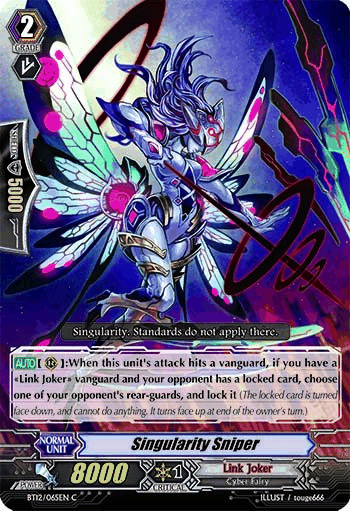 2
GRADE
SHIELD
5000
Singularity. Standards do not apply there.
AUTO [ ]:When this unit's attack hits a vanguard, if you have a
«Link Joker» vanguard and your opponent has a locked card, choose
one of your opponent's rear-guards, and lock it (The locked card is turned
face down, and cannot do anything. It turns face up at end of the owner's turn.)
NORMAL
UNIT
Singularity Sniper
POWER
8000
1
CRITICAL
Link Joker
Cyber Fairy
BT12/065EN C
ILLUST / touge666